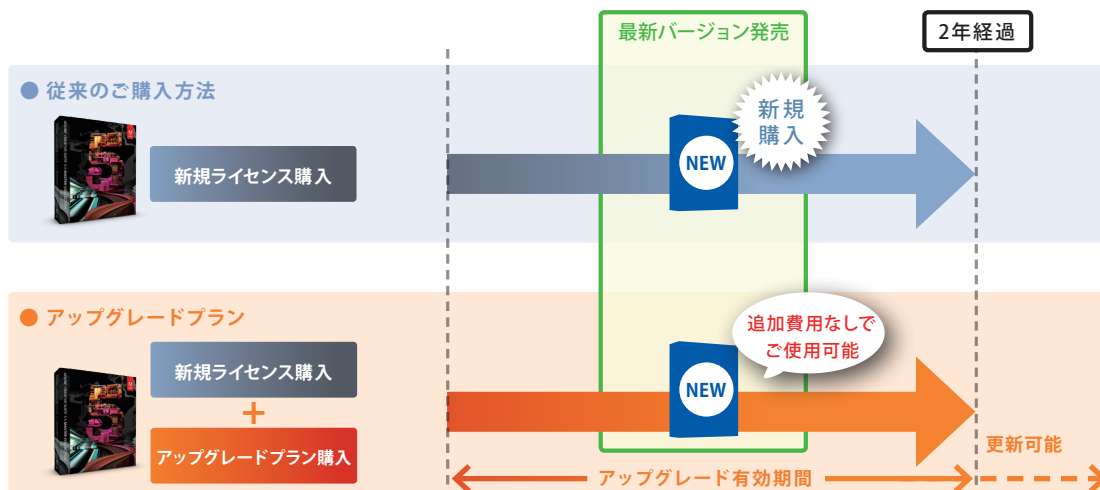 最新バージョン発売
2年経過
従来のご購入方法
新規ライセンス購入
NEW
新規
購入
アップグレードプラン
新規ライセンス購入
+
アップグレードプラン購入
NEW
追加費用なしで
ご使用可能
アップグレード有効期間
更新可能